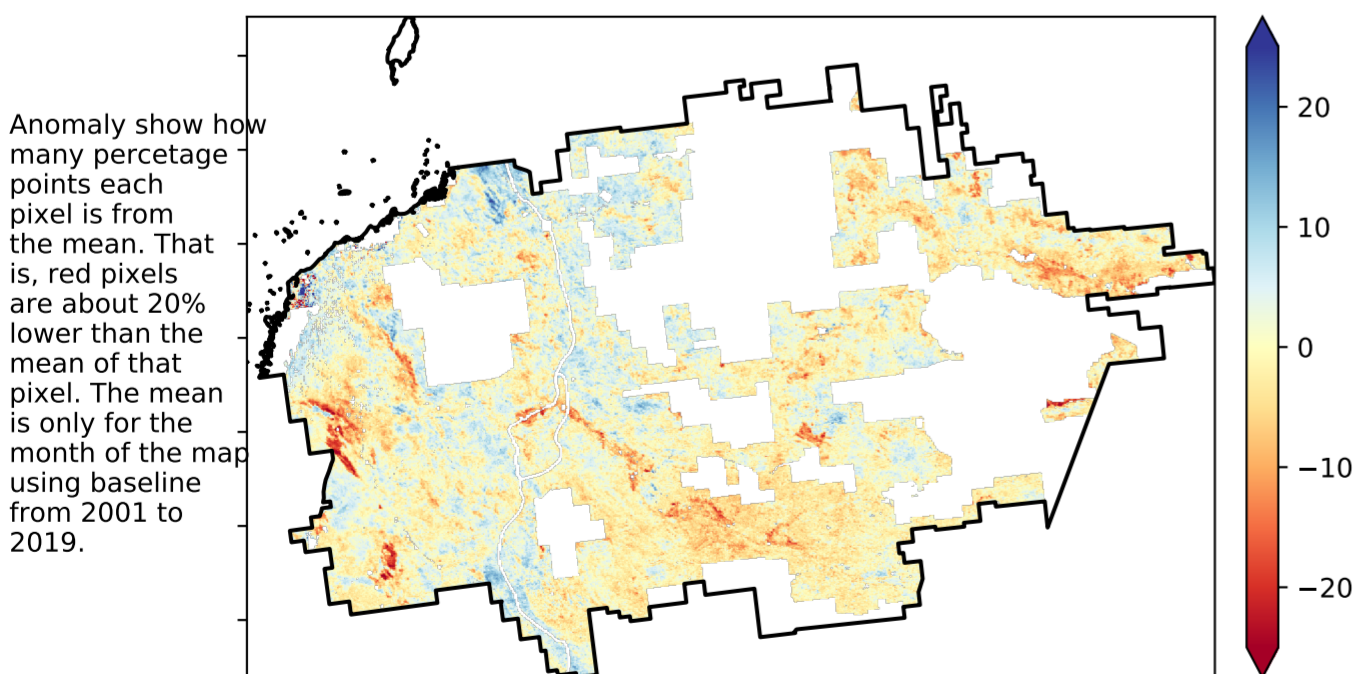 Anomaly show how
many percetage
points each
pixel is from
the mean. That
is, red pixels
are about 20%
lower than the
mean of that
pixel. The mean
is only for the
month of the map
using baseline
from 2001 to
2019.
20
10
0
−10
−20